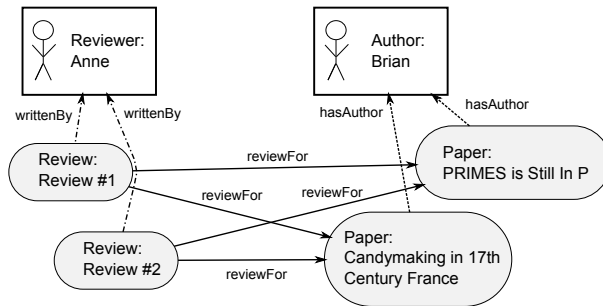 Reviewer:
Anne
Author:
Brian
writtenBy
writtenBy
hasAuthor
hasAuthor
Review:
Review #1
reviewFor
Paper:
PRIMES is Still In P
reviewFor
reviewFor
Review:
Review #2
reviewFor
Paper:
Candymaking in 17th
Century France